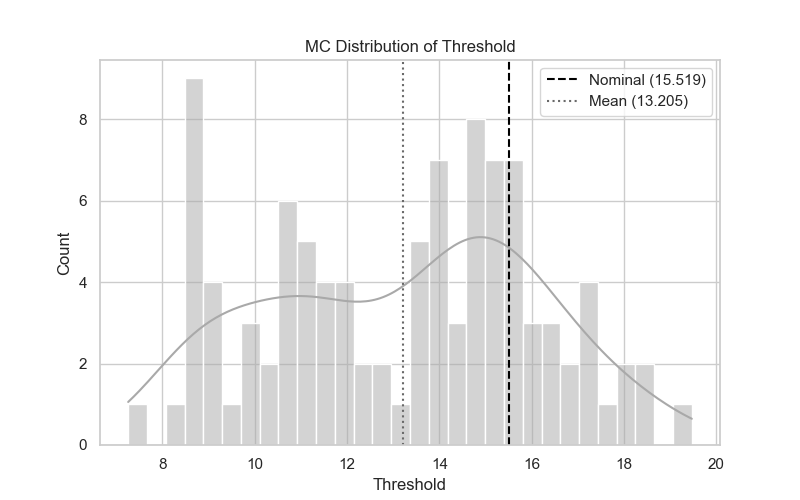 MC Distribution of Threshold
Nominal (15.519)
Mean (13.205)
8
6
4
2
0
Count
8 10 12 14 16 18 20
Threshold